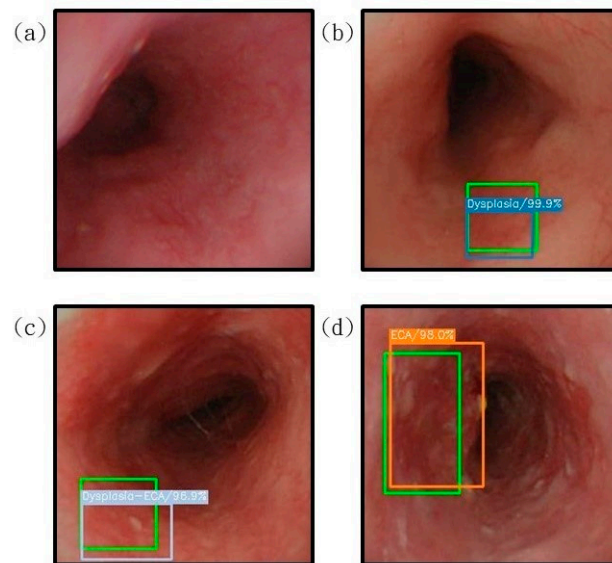 (a)
(b)
Dysplasia/99.9%
(c)
Dysplasia-ECA/96.9%
(d)
ECA/98.0%